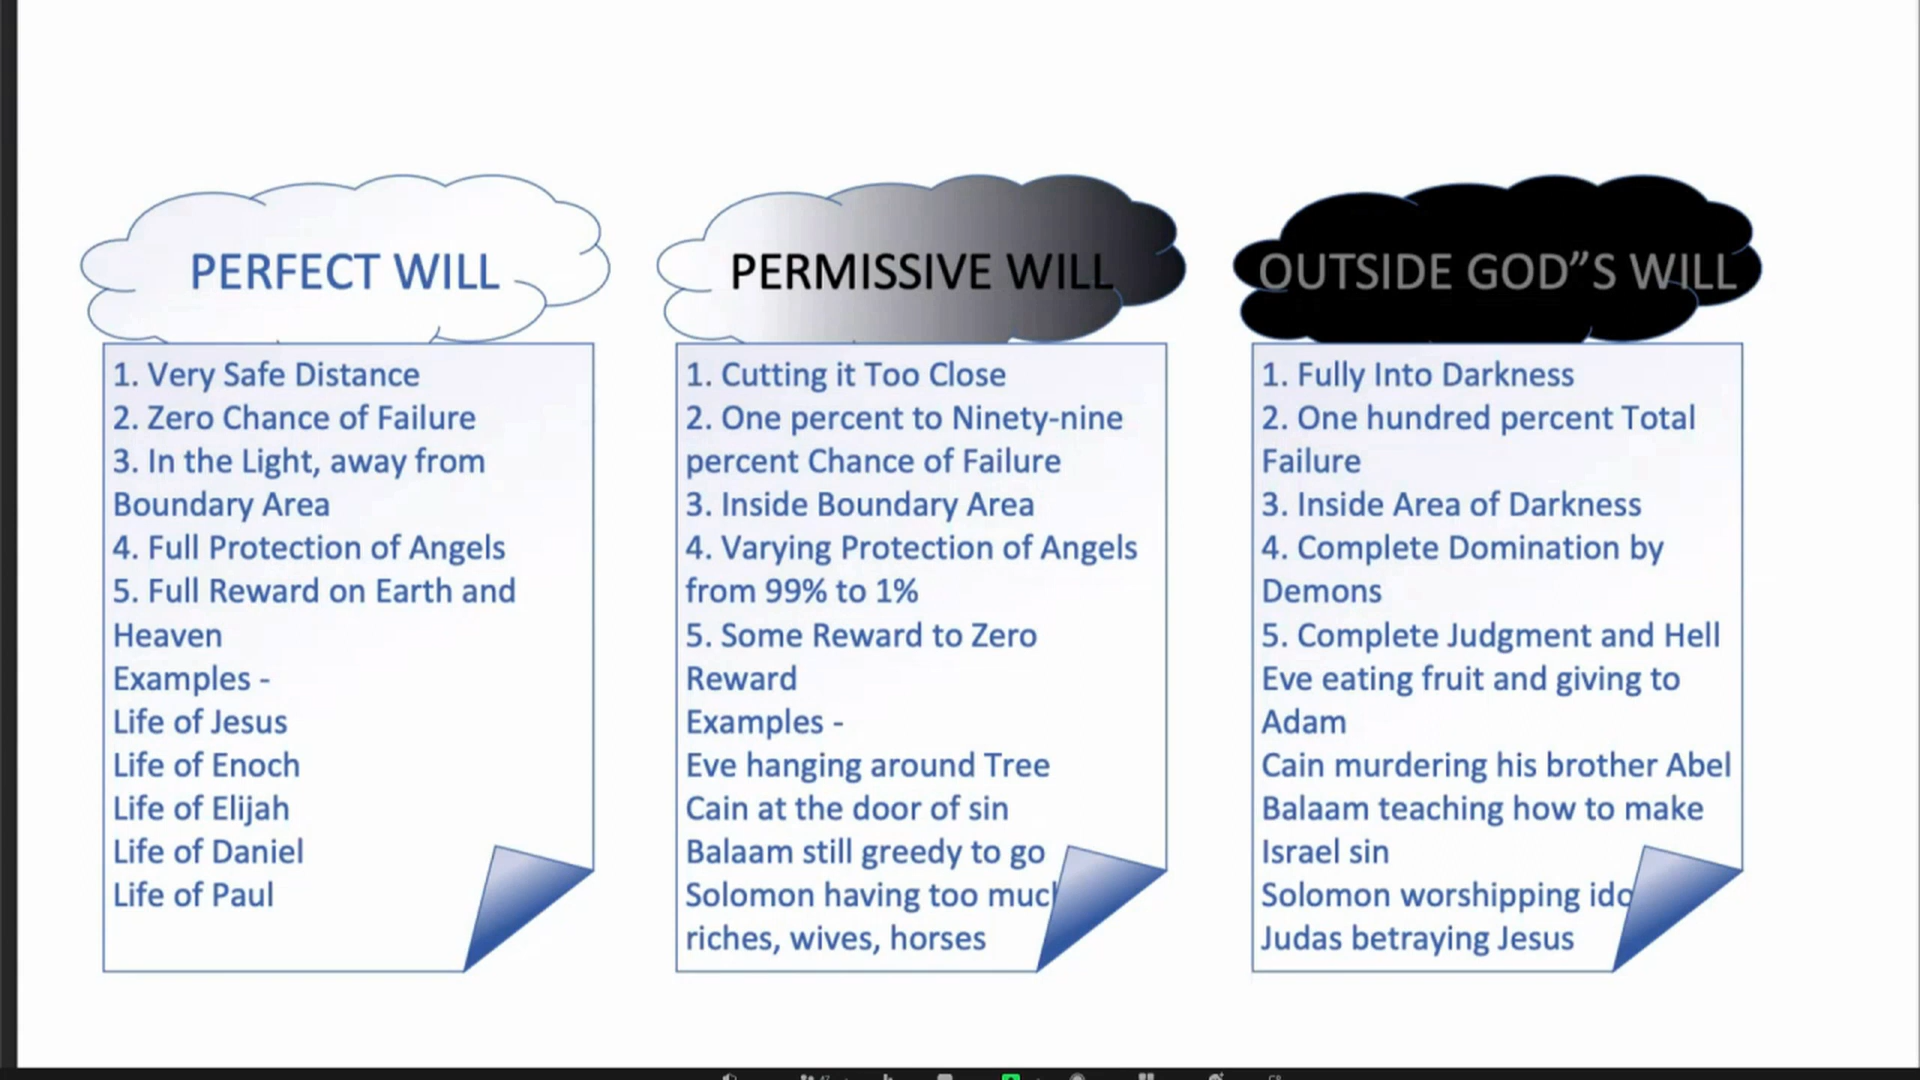 PERFECT WILL
1. Very Safe Distance
2. Zero Chance of Failure
3. In the Light, away from
Boundary Area
4. Full Protection of Angels
5. Full Reward on Earth and
Heaven
Examples -
Life of Jesus
Life of Enoch
Life of Elijah
Life of Daniel
Life of Paul
PERMISSIVE WILL
1. Cutting it Too Close
2. One percent to Ninety-nine
percent Chance of Failure
3. Inside Boundary Area
4. Varying Protection of Angels
from 99% to 1%
5. Some Reward to Zero
Reward
Examples -
Eve hanging around Tree
Cain at the door of sin
Balaam still greedy to go
Solomon having too much
riches, wives, horses
OUTSIDE GOD”S WILL
1. Fully Into Darkness
2. One hundred percent Total
Failure
3. Inside Area of Darkness
4. Complete Domination by
Demons
5. Complete Judgment and Hell
Eve eating fruit and giving to
Adam
Cain murdering his brother Abel
Balaam teaching how to make
Israel sin
Solomon worshipping
Judas betraying Jesus